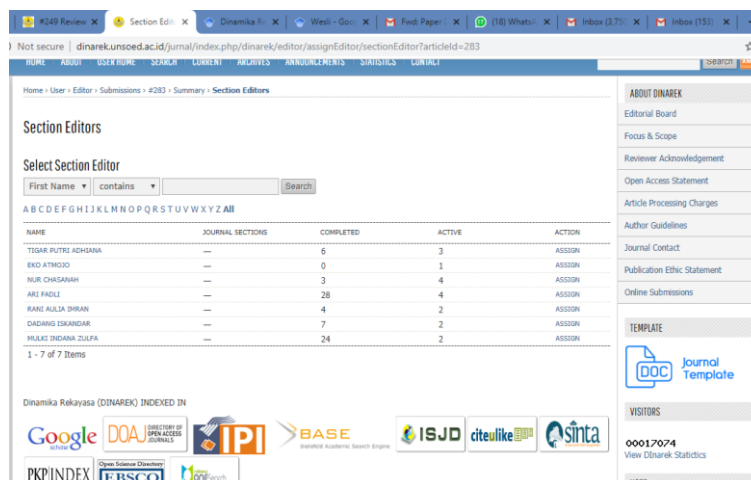 #249 Review
Section Edit
Dinamika Re
Wesli - Goo
Fwd: Paper
(18) WhatsA
Inbox (3,75
Inbox (153)
Not secure | dinarek.unsoed.ac.id/jurnal/index.php/dinarek/editor/assignEditor/sectionEditor?articleId=283
HOME ABOUT USER HOME SEARCH CURRENT ARCHIVES ANNOUNCEMENTS STATISTICS CONTACT
Search
Home > User > Editor > Submissions > #283 > Summary > Section Editors
Section Editors
Select Section Editor
First Name contains Search
A B C D E F G H I J K L M N O P Q R S T U V W X Y Z All
NAME JOURNAL SECTIONS COMPLETED ACTIVE ACTION
TIGAR PUTRI ADHIANA — 6 3 ASSIGN
EKO ATMOJO — 0 1 ASSIGN
NUR CHASANAH — 3 4 ASSIGN
ARI FADLI — 28 4 ASSIGN
RANI AULIA IMRAN — 4 2 ASSIGN
DADANG ISKANDAR — 7 2 ASSIGN
MULKI INDANA ZULFA — 24 2 ASSIGN
1 - 7 of 7 Items
Dinamika Rekayasa (DINAREK) INDEXED IN
Google scholar
DOAJ DIRECTORY OF OPEN ACCESS JOURNALS
IPI
BASE
Bielefeld Academic Search Engine
ISJD
citeulike
Sinta
PKP|INDEX
Open Science Directory
EBSCO
oneSearch
ABOUT DINAREK
Editorial Board
Focus & Scope
Reviewer Acknowledgement
Open Access Statement
Article Processing Charges
Author Guidelines
Journal Contact
Publication Ethic Statement
Online Submissions
TEMPLATE
DOC Journal
Template
VISITORS
00017074
View DInarek Statictics